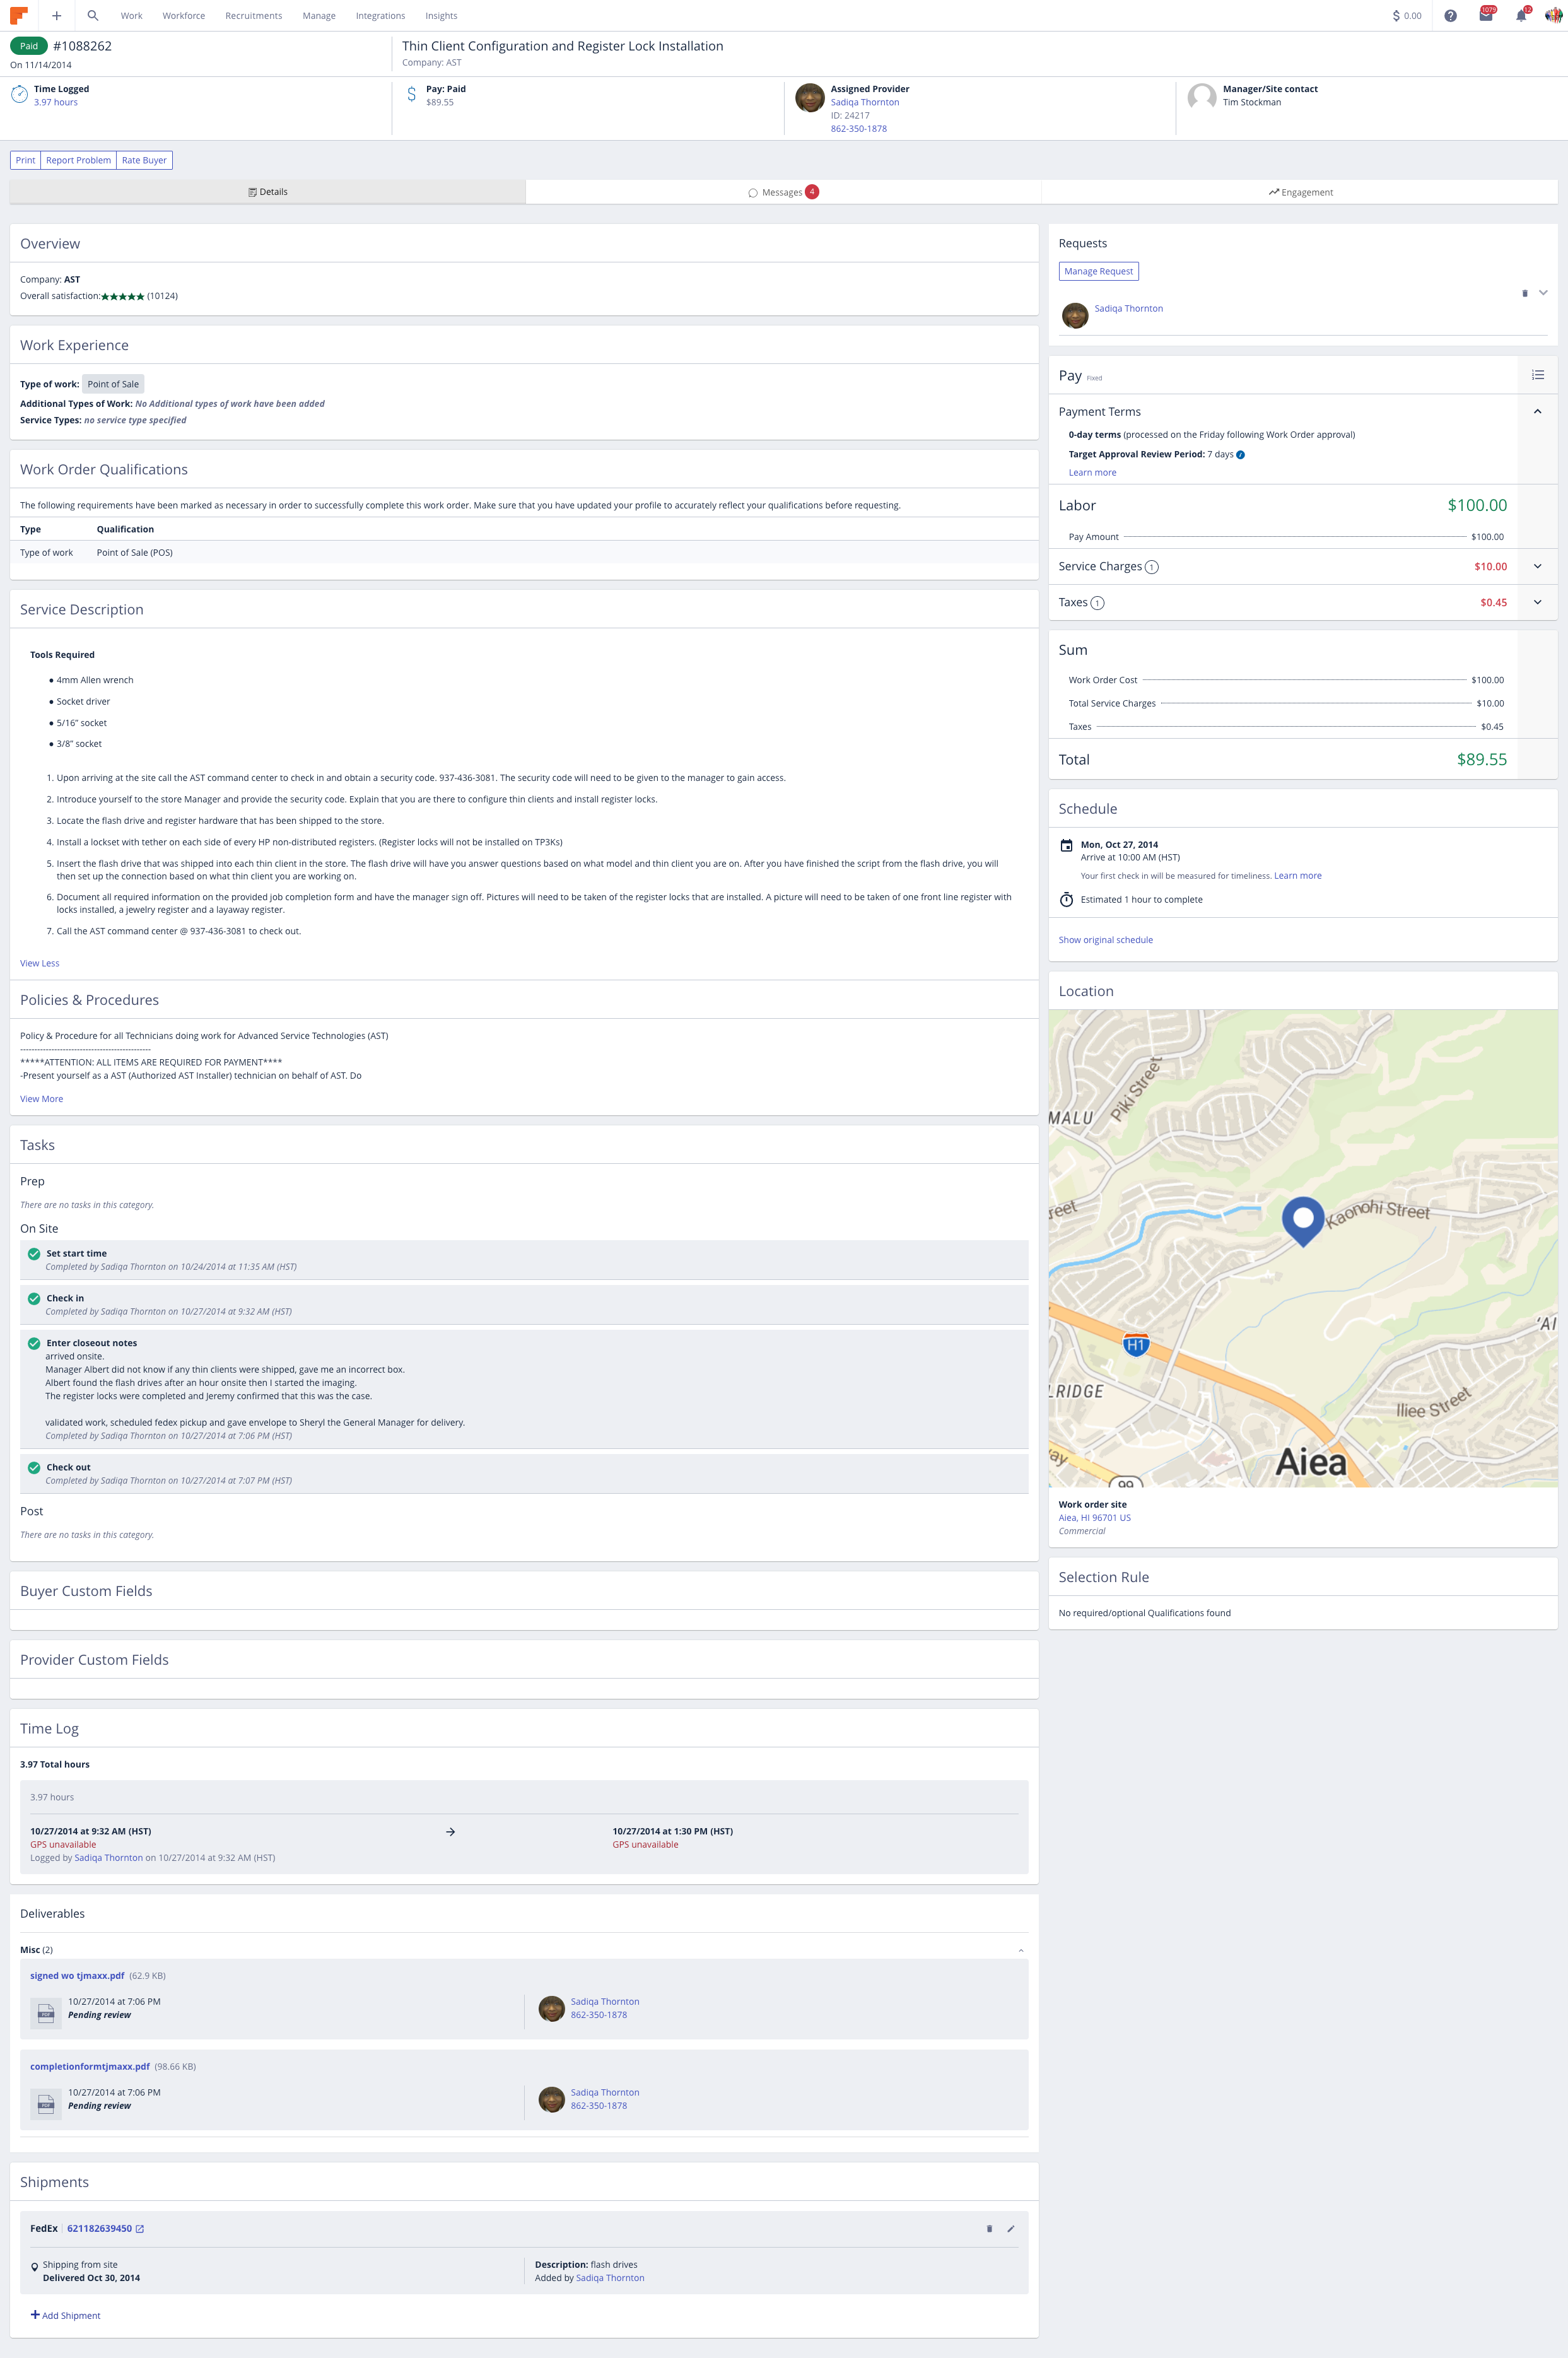 Work Workforce Recruitments Manage Integrations Insights
$ 0.00
1079
12
Paid #1088262
On 11/14/2014
Thin Client Configuration and Register Lock Installation
Company: AST
Time Logged
3.97 hours
Pay: Paid
$89.55
Assigned Provider
Sadiqa Thornton
ID: 24217
862-350-1878
Manager/Site contact
Tim Stockman
Print Report Problem Rate Buyer
Details
Messages 4
Engagement
Overview
Company: AST
Overall satisfaction:★★★★★ (10124)
Work Experience
Type of work: Point of Sale
Additional Types of Work: No Additional types of work have been added
Service Types: no service type specified
Work Order Qualifications
The following requirements have been marked as necessary in order to successfully complete this work order. Make sure that you have updated your profile to accurately reflect your qualifications before requesting.
Type Qualification
Type of work Point of Sale (POS)
Service Description
Tools Required
● 4mm Allen wrench
● Socket driver
● 5/16” socket
● 3/8” socket
1. Upon arriving at the site call the AST command center to check in and obtain a security code. 937-436-3081. The security code will need to be given to the manager to gain access.
2. Introduce yourself to the store Manager and provide the security code. Explain that you are there to configure thin clients and install register locks.
3. Locate the flash drive and register hardware that has been shipped to the store.
4. Install a lockset with tether on each side of every HP non-distributed registers. (Register locks will not be installed on TP3Ks)
5. Insert the flash drive that was shipped into each thin client in the store. The flash drive will have you answer questions based on what model and thin client you are on. After you have finished the script from the flash drive, you will
then set up the connection based on what thin client you are working on.
6. Document all required information on the provided job completion form and have the manager sign off. Pictures will need to be taken of the register locks that are installed. A picture will need to be taken of one front line register with
locks installed, a jewelry register and a layaway register.
7. Call the AST command center @ 937-436-3081 to check out.
View Less
Policies & Procedures
Policy & Procedure for all Technicians doing work for Advanced Service Technologies (AST)
----------------------------------------------
*****ATTENTION: ALL ITEMS ARE REQUIRED FOR PAYMENT****
-Present yourself as a AST (Authorized AST Installer) technician on behalf of AST. Do
View More
Tasks
Prep
There are no tasks in this category.
On Site
Set start time
Completed by Sadiqa Thornton on 10/24/2014 at 11:35 AM (HST)
Check in
Completed by Sadiqa Thornton on 10/27/2014 at 9:32 AM (HST)
Enter closeout notes
arrived onsite.
Manager Albert did not know if any thin clients were shipped, gave me an incorrect box.
Albert found the flash drives after an hour onsite then I started the imaging.
The register locks were completed and Jeremy confirmed that this was the case.
validated work, scheduled fedex pickup and gave envelope to Sheryl the General Manager for delivery.
Completed by Sadiqa Thornton on 10/27/2014 at 7:06 PM (HST)
Check out
Completed by Sadiqa Thornton on 10/27/2014 at 7:07 PM (HST)
Post
There are no tasks in this category.
Buyer Custom Fields
Provider Custom Fields
Time Log
3.97 Total hours
3.97 hours
10/27/2014 at 9:32 AM (HST) → 10/27/2014 at 1:30 PM (HST)
GPS unavailable GPS unavailable
Logged by Sadiqa Thornton on 10/27/2014 at 9:32 AM (HST)
Deliverables
Misc (2)
signed wo tjmaxx.pdf (62.9 KB)
PDF
10/27/2014 at 7:06 PM
Pending review
Sadiqa Thornton
862-350-1878
completionformtjmaxx.pdf (98.66 KB)
PDF
10/27/2014 at 7:06 PM
Pending review
Sadiqa Thornton
862-350-1878
Shipments
FedEx 621182639450
Shipping from site
Delivered Oct 30, 2014
Description: flash drives
Added by Sadiqa Thornton
Add Shipment
Requests
Manage Request
Sadiqa Thornton
Pay Fixed
Payment Terms
0-day terms (processed on the Friday following Work Order approval)
Target Approval Review Period: 7 days
Learn more
Labor $100.00
Pay Amount $100.00
Service Charges 1 $10.00
Taxes 1 $0.45
Sum
Work Order Cost $100.00
Total Service Charges $10.00
Taxes $0.45
Total $89.55
Schedule
Mon, Oct 27, 2014
Arrive at 10:00 AM (HST)
Your first check in will be measured for timeliness. Learn more
Estimated 1 hour to complete
Show original schedule
Location
Piki Street
MALU
reet
Kaonohi Street
'AI
H1
LRIDGE
Iliee Street
way
Aiea
99
Work order site
Aiea, HI 96701 US
Commercial
Selection Rule
No required/optional Qualifications found